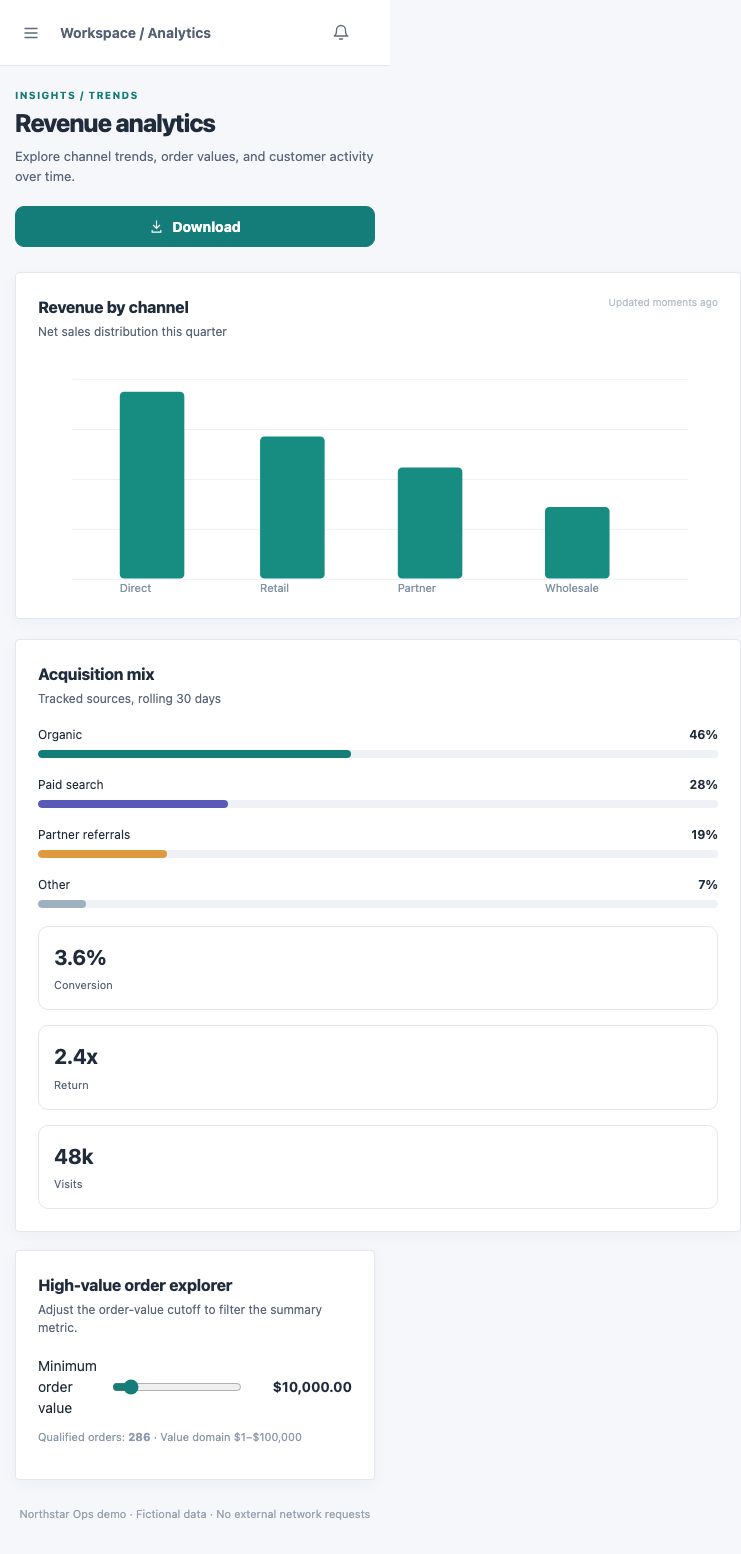 Workspace / Analytics
INSIGHTS / TRENDS
Revenue analytics
Explore channel trends, order values, and customer activity
over time.
Download
Revenue by channel
Updated moments ago
Net sales distribution this quarter
Direct
Retail
Partner
Wholesale
Acquisition mix
Tracked sources, rolling 30 days
Organic
46%
Paid search
28%
Partner referrals
19%
Other
7%
3.6%
Conversion
2.4x
Return
48k
Visits
High-value order explorer
Adjust the order-value cutoff to filter the summary
metric.
Minimum
order
value
$10,000.00
Qualified orders: 286 · Value domain $1–$100,000
Northstar Ops demo · Fictional data · No external network requests